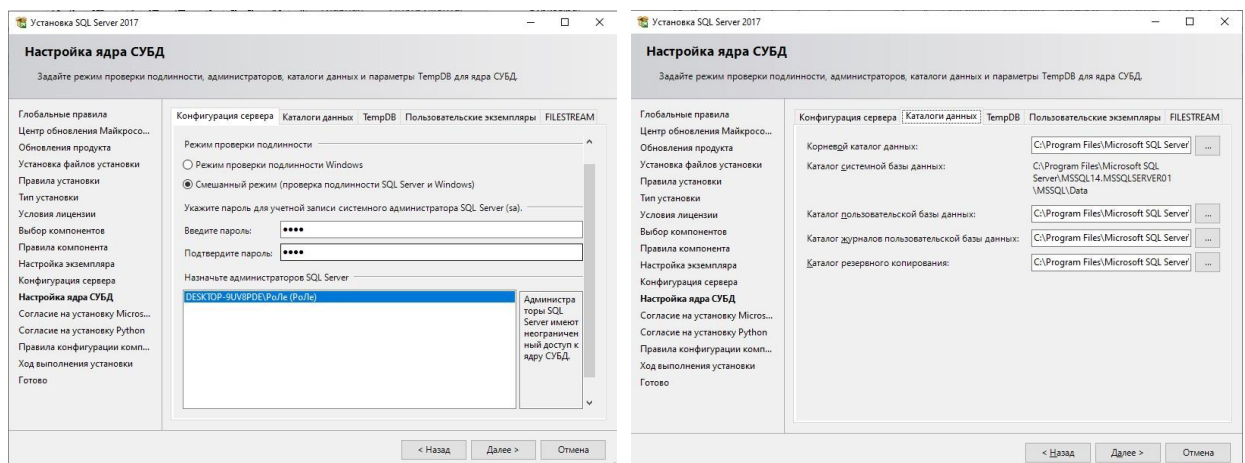 Установка SQL Server 2017
Настройка ядра СУБД
Задайте режим проверки подлинности, администраторов, каталоги данных и параметры TempDB для ядра СУБД.
Глобальные правила
Центр обновления Майкросо...
Обновления продукта
Установка файлов установки
Правила установки
Тип установки
Условия лицензии
Выбор компонентов
Правила компонента
Настройка экземпляра
Конфигурация сервера
Настройка ядра СУБД
Согласие на установку Micros...
Согласие на установку Python
Правила конфигурации комп...
Ход выполнения установки
Готово
Конфигурация сервера Каталоги данных TempDB Пользовательские экземпляры FILESTREAM
Режим проверки подлинности
Режим проверки подлинности Windows
Смешанный режим (проверка подлинности SQL Server и Windows)
Укажите пароль для учетной записи системного администратора SQL Server (sa).
Введите пароль: ●●●●
Подтвердите пароль: ●●●●
Назначьте администраторов SQL Server
DESKTOP-9UV8PDE\РоЛе (РоЛе)
Администра
торы SQL
Server имеют
неограничен
ный доступ к
ядру СУБД.
< Назад Далее > Отмена
Установка SQL Server 2017
Настройка ядра СУБД
Задайте режим проверки подлинности, администраторов, каталоги данных и параметры TempDB для ядра СУБД.
Глобальные правила
Центр обновления Майкросо...
Обновления продукта
Установка файлов установки
Правила установки
Тип установки
Условия лицензии
Выбор компонентов
Правила компонента
Настройка экземпляра
Конфигурация сервера
Настройка ядра СУБД
Согласие на установку Micros...
Согласие на установку Python
Правила конфигурации комп...
Ход выполнения установки
Готово
Конфигурация сервера Каталоги данных TempDB Пользовательские экземпляры FILESTREAM
Корневой каталог данных: C:\Program Files\Microsoft SQL Server\ ...
Каталог системной базы данных: C:\Program Files\Microsoft SQL
Server\MSSQL14.MSSQLSERVER01
\MSSQL\Data
Каталог пользовательской базы данных: C:\Program Files\Microsoft SQL Server\ ...
Каталог журналов пользовательской базы данных: C:\Program Files\Microsoft SQL Server\ ...
Каталог резервного копирования: C:\Program Files\Microsoft SQL Server\ ...
< Назад Далее > Отмена